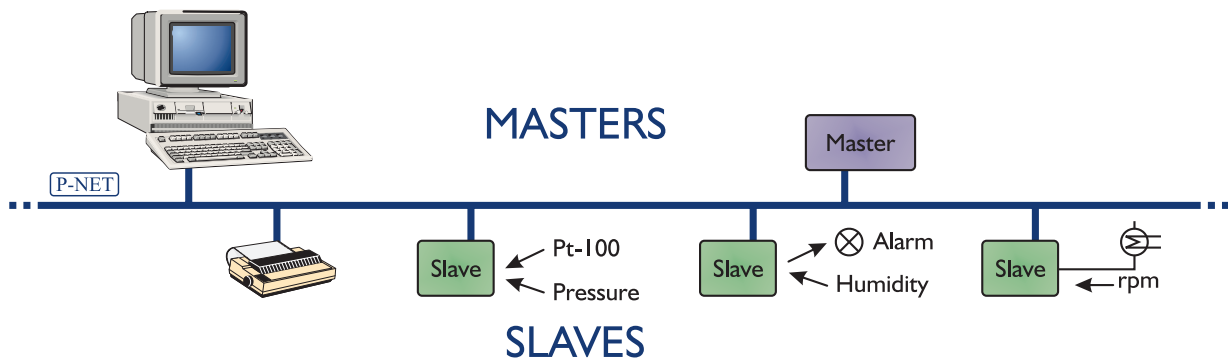 MASTERS
Master
P-NET
Slave
Pt-100
Pressure
Slave
Alarm
Humidity
Slave
rpm
SLAVES